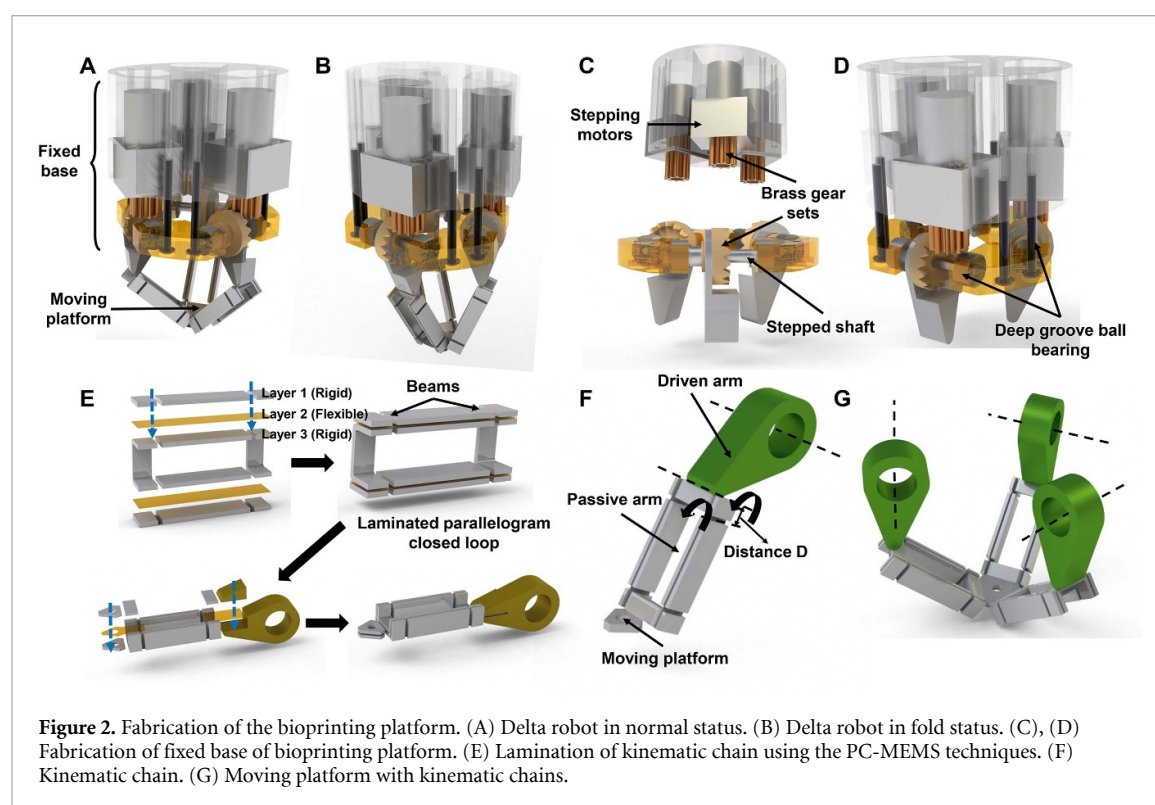 A
B
C
D
Fixed
base
Moving
platform
Stepping
motors
Brass gear
sets
Stepped shaft
Deep groove ball
bearing
E
Layer 1 (Rigid)
Layer 2 (Flexible)
Layer 3 (Rigid)
Beams
Laminated parallelogram
closed loop
F
Driven arm
Passive arm
Distance D
Moving platform
G
Figure 2. Fabrication of the bioprinting platform. (A) Delta robot in normal status. (B) Delta robot in fold status. (C), (D)
Fabrication of fixed base of bioprinting platform. (E) Lamination of kinematic chain using the PC-MEMS techniques. (F)
Kinematic chain. (G) Moving platform with kinematic chains.